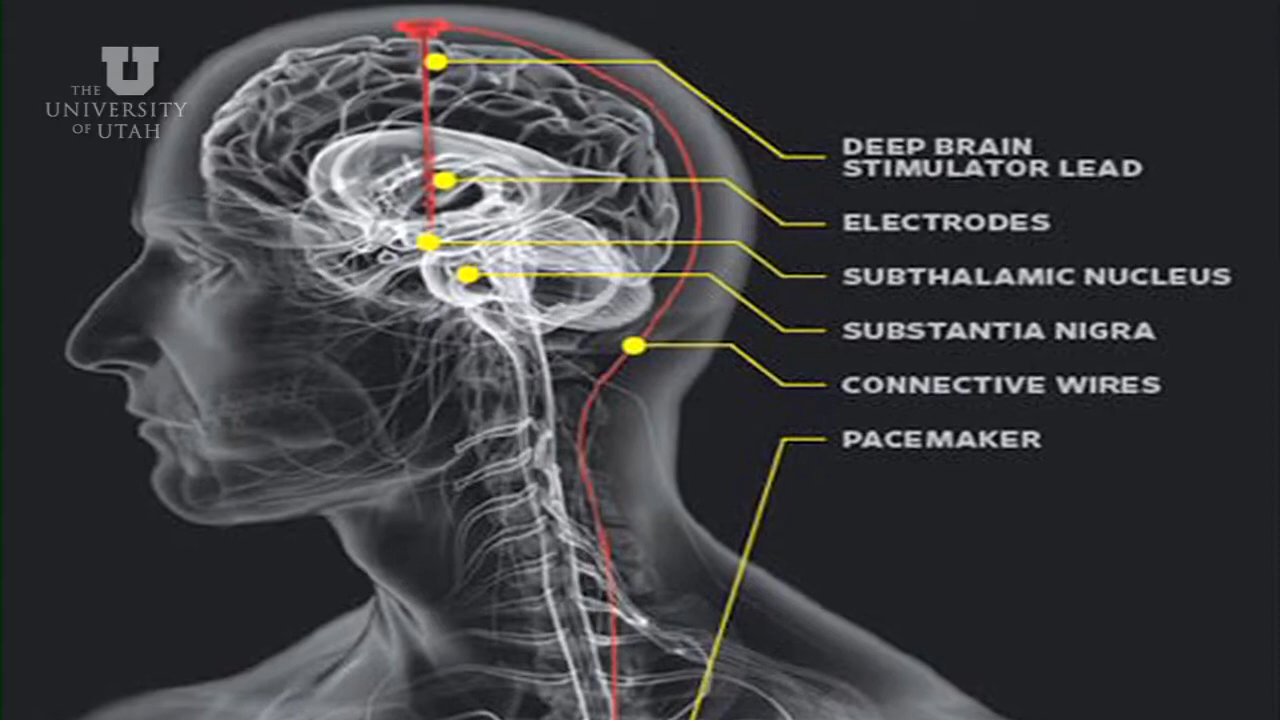 THE
UNIVERSITY
OF UTAH
DEEP BRAIN
STIMULATOR LEAD
ELECTRODES
SUBTHALAMIC NUCLEUS
SUBSTANTIA NIGRA
CONNECTIVE WIRES
PACEMAKER